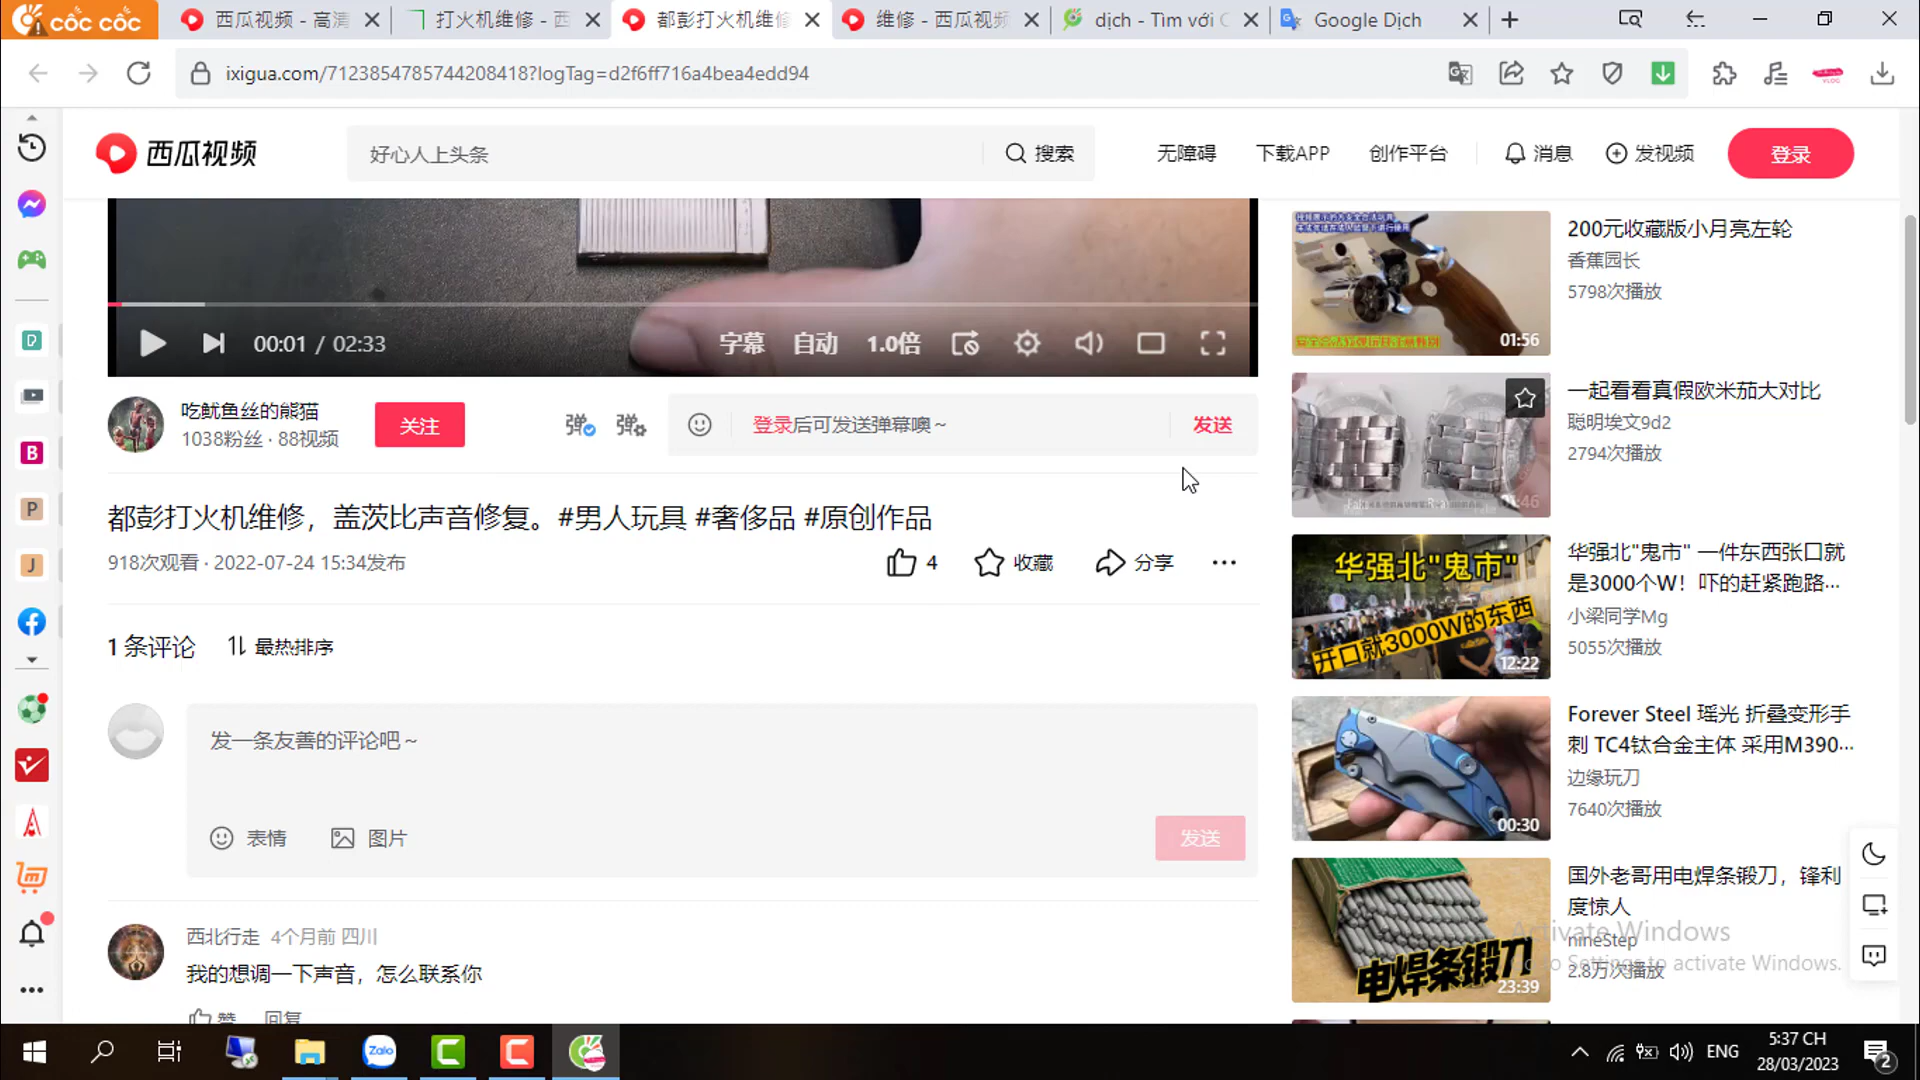 cốc cốc
西瓜视频 - 高清
打火机维修 - 西
都彭打火机维修
维修 - 西瓜视频
dịch - Tìm với C
Google Dịch
ixigua.com/7123854785744208418?logTag=d2f6ff716a4bea4edd94
西瓜视频
好心人上头条
搜索
无障碍
下载APP
创作平台
消息
发视频
登录
00:01 / 02:33
字幕
自动
1.0倍
吃鱿鱼丝的熊猫
1038粉丝 · 88视频
关注
登录后可发送弹幕噢~
发送
都彭打火机维修，盖茨比声音修复。#男人玩具 #奢侈品 #原创作品
918次观看 · 2022-07-24 15:34发布
4
收藏
分享
1 条评论
最热排序
发一条友善的评论吧~
表情
图片
发送
西北行走 4个月前 四川
我的想调一下声音，怎么联系你
赞
回复
01:56
200元收藏版小月亮左轮
香蕉园长
5798次播放
一起看看真假欧米茄大对比
聪明埃文9d2
2794次播放
华强北"鬼市"
开口就3000W的东西
12:22
华强北"鬼市" 一件东西张口就
是3000个W！吓的赶紧跑路···
小梁同学Mg
5055次播放
00:30
Forever Steel 瑶光 折叠变形手
刺 TC4钛合金主体 采用M390···
边缘玩刀
7640次播放
电焊条锻刀
23:39
国外老哥用电焊条锻刀，锋利
度惊人
nineStep
2.8万次播放
Activate Windows
Go to Settings to activate Windows.
Zalo
ENG
5:37 CH
28/03/2023
2